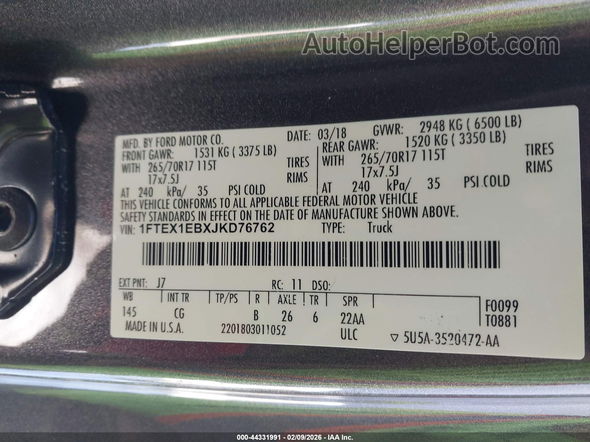 AutoHelperBot.com
MFD. BY FORD MOTOR CO.
DATE: 03/18 GVWR: 2948 KG ( 6500 LB)
FRONT GAWR: 1531 KG ( 3375 LB) REAR GAWR: 1520 KG ( 3350 LB)
WITH 265/70R17 115T TIRES WITH 265/70R17 115T TIRES
17x7.5J RIMS 17x7.5J RIMS
AT 240 kPa/ 35 PSI COLD AT 240 kPa/ 35 PSI COLD
THIS VEHICLE CONFORMS TO ALL APPLICABLE FEDERAL MOTOR VEHICLE
SAFETY STANDARDS IN EFFECT ON THE DATE OF MANUFACTURE SHOWN ABOVE.
VIN: 1FTEX1EBXJKD76762 TYPE: Truck
EXT PNT: J7 RC: 11 DSO:
WB INT TR TP/PS R AXLE TR SPR
145 CG B 26 6 22AA
F0099
T0881
MADE IN U.S.A. 2201803011052 ULC ▽ 5U5A-3520472-AA
000-44331991 - 02/09/2026 - IAA Inc.